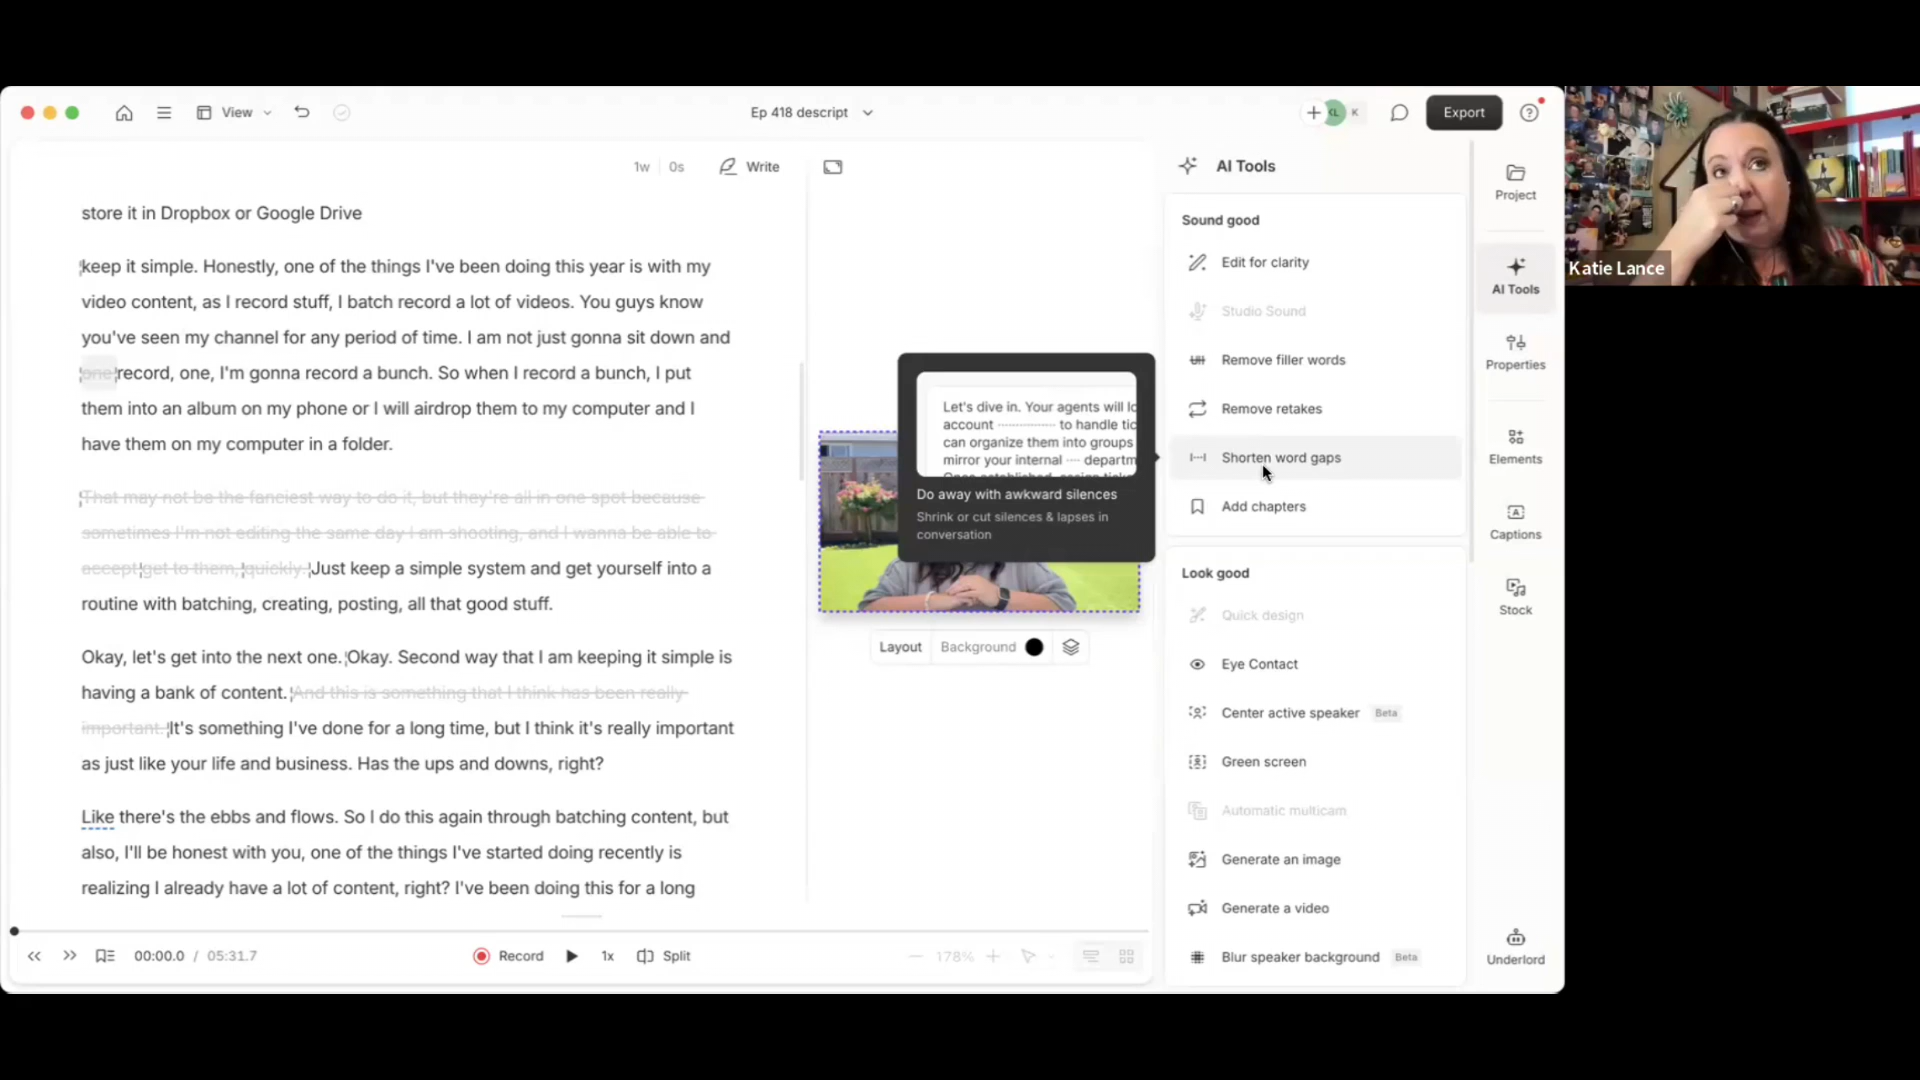 View
Ep 418 descript
KL
K
Export
1w
0s
Write
store it in Dropbox or Google Drive
keep it simple. Honestly, one of the things I've been doing this year is with my
video content, as I record stuff, I batch record a lot of videos. You guys know
you've seen my channel for any period of time. I am not just gonna sit down and
one record, one, I'm gonna record a bunch. So when I record a bunch, I put
them into an album on my phone or I will airdrop them to my computer and I
have them on my computer in a folder.
That may not be the fanciest way to do it, but they're all in one spot because
sometimes I'm not editing the same day I am shooting, and I wanna be able to
accept get to them, quickly. Just keep a simple system and get yourself into a
routine with batching, creating, posting, all that good stuff.
Okay, let's get into the next one. Okay. Second way that I am keeping it simple is
having a bank of content. And this is something that I think has been really
important. It's something I've done for a long time, but I think it's really important
as just like your life and business. Has the ups and downs, right?
Like there's the ebbs and flows. So I do this again through batching content, but
also, I'll be honest with you, one of the things I've started doing recently is
realizing I already have a lot of content, right? I've been doing this for a long
00:00.0 / 05:31.7
Record
1x
Split
178%
Let's dive in. Your agents will
account to handle tic
can organize them into groups
mirror your internal departm
Do away with awkward silences
Shrink or cut silences & lapses in
conversation
Layout
Background
AI Tools
Sound good
Edit for clarity
Studio Sound
UH
Remove filler words
Remove retakes
Shorten word gaps
Add chapters
Look good
Quick design
Eye Contact
Center active speaker Beta
Green screen
Automatic multicam
Generate an image
Generate a video
Blur speaker background Beta
Project
AI Tools
Properties
Elements
Captions
Stock
Underlord
Katie Lance